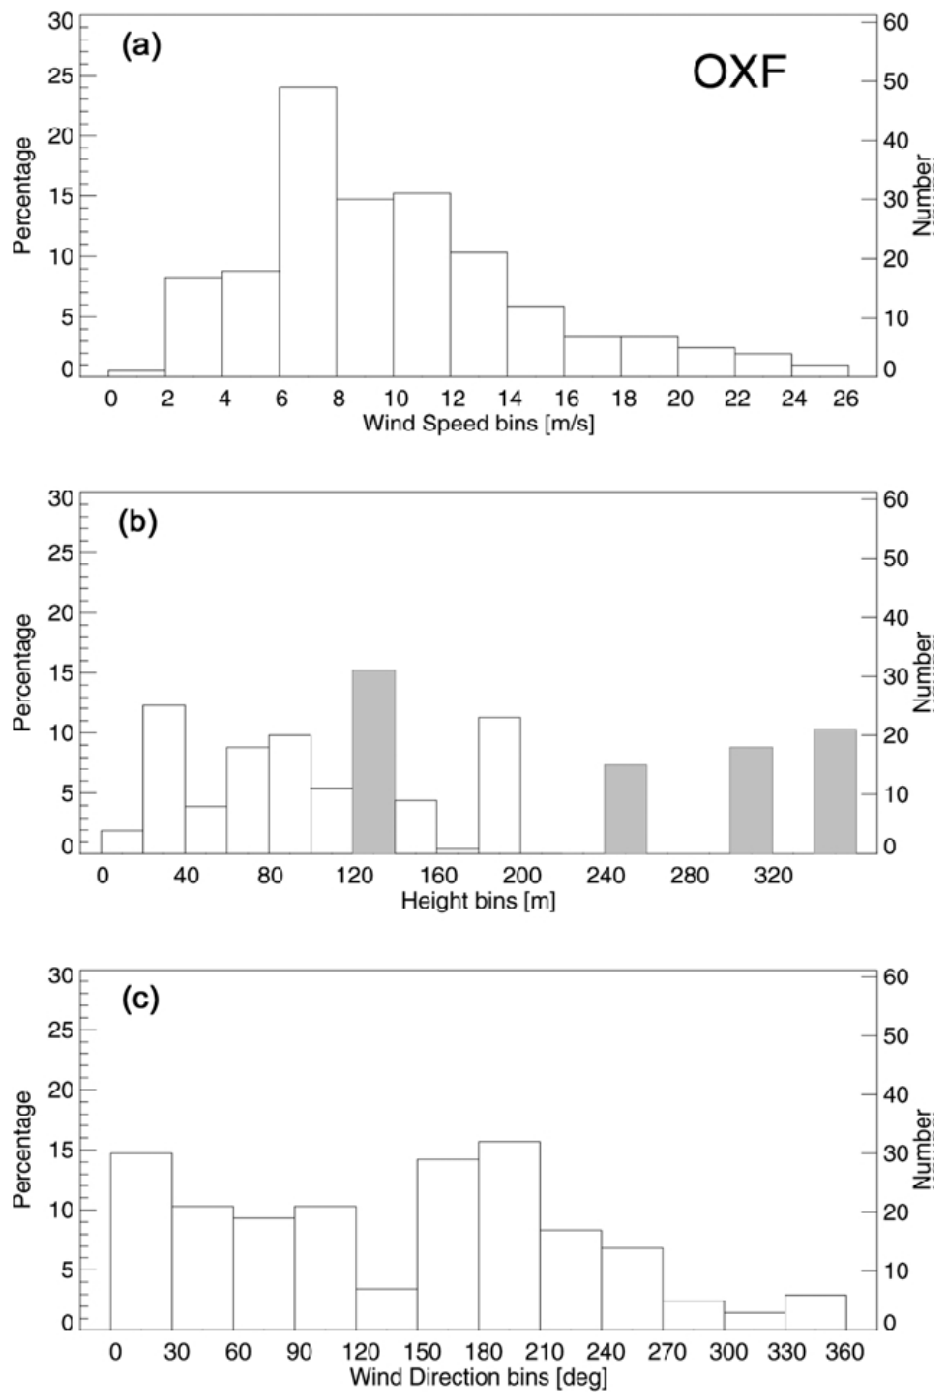 (a)
OXF
30
25
20
15
10
5
0
Percentage
60
50
40
30
20
10
0
Number
0 2 4 6 8 10 12 14 16 18 20 22 24 26
Wind Speed bins [m/s]
(b)
30
25
20
15
10
5
0
Percentage
60
50
40
30
20
10
0
Number
0 40 80 120 160 200 240 280 320
Height bins [m]
(c)
30
25
20
15
10
5
0
Percentage
60
50
40
30
20
10
0
Number
0 30 60 90 120 150 180 210 240 270 300 330 360
Wind Direction bins [deg]